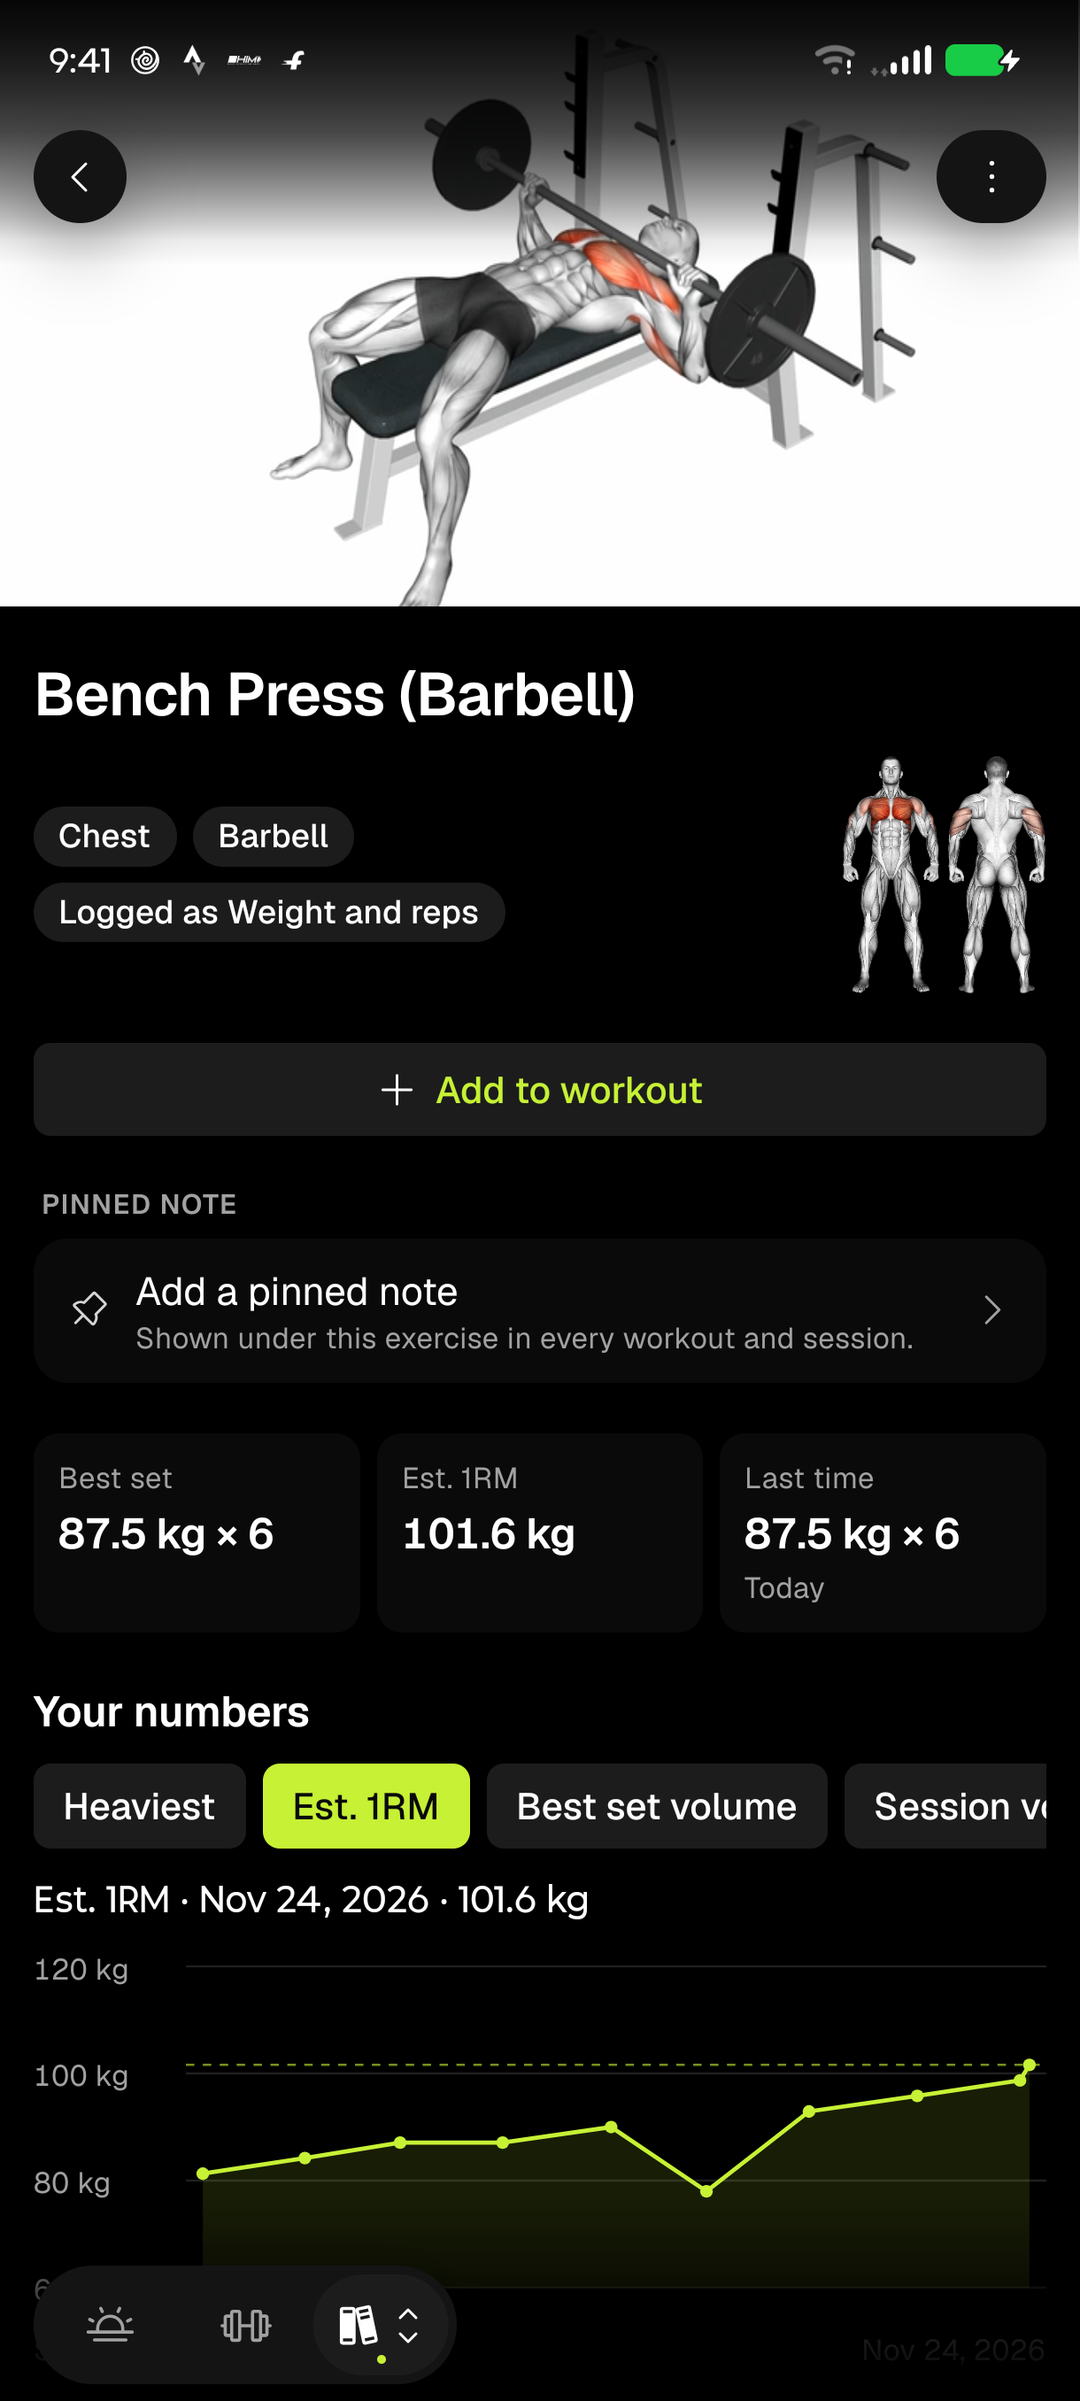 9:41
Bench Press (Barbell)
Chest
Barbell
Logged as Weight and reps
Add to workout
PINNED NOTE
Add a pinned note
Shown under this exercise in every workout and session.
Best set
87.5 kg × 6
Est. 1RM
101.6 kg
Last time
87.5 kg × 6
Today
Your numbers
Heaviest
Est. 1RM
Best set volume
Session vo
Est. 1RM · Nov 24, 2026 · 101.6 kg
120 kg
100 kg
80 kg
6
Nov 24, 2026